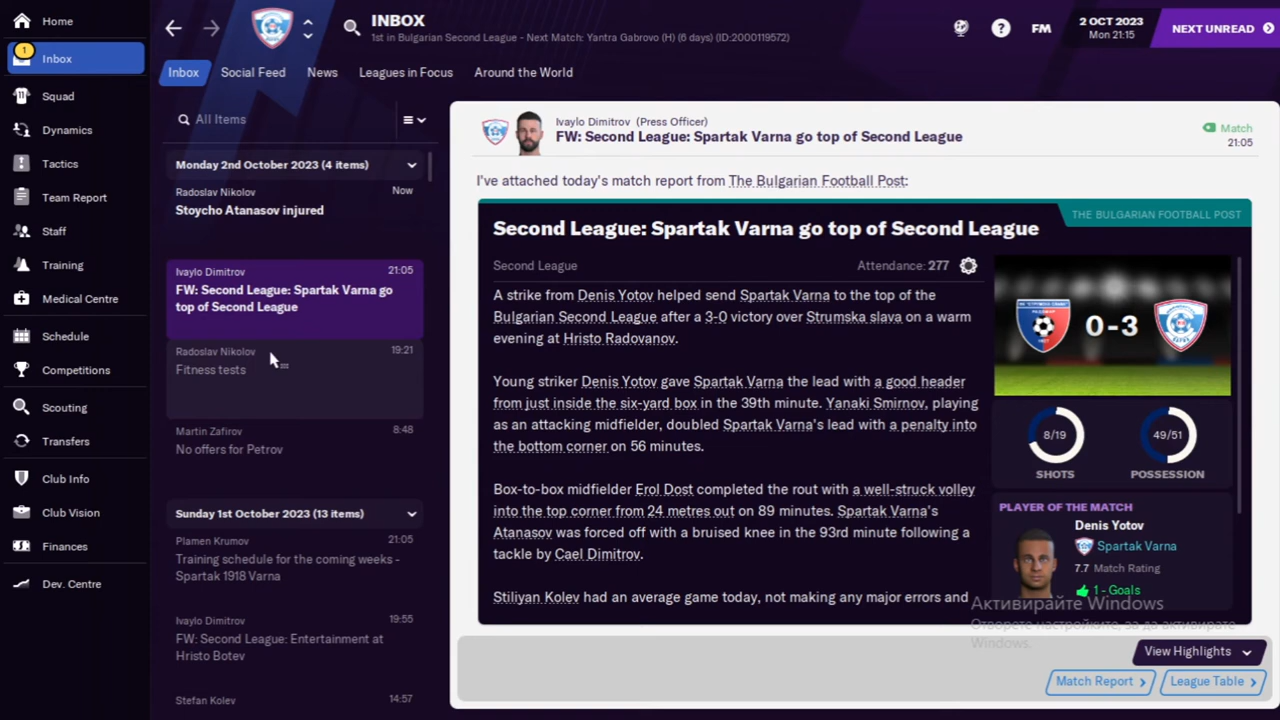 Home
1
Inbox
Squad
Dynamics
Tactics
Team Report
Staff
Training
Medical Centre
Schedule
Competitions
Scouting
Transfers
Club Info
Club Vision
Finances
Dev. Centre
INBOX
1st in Bulgarian Second League - Next Match: Yantra Gabrovo (H) (6 days) (ID:2000119572)
?
FM
2 OCT 2023
Mon 21:15
NEXT UNREAD
Inbox
Social Feed
News
Leagues in Focus
Around the World
All Items
Monday 2nd October 2023 (4 items)
Radoslav Nikolov
Now
Stoycho Atanasov injured
Ivaylo Dimitrov
21:05
FW: Second League: Spartak Varna go
top of Second League
Radoslav Nikolov
19:21
Fitness tests
Martin Zafirov
8:48
No offers for Petrov
Sunday 1st October 2023 (13 items)
Plamen Krumov
21:05
Training schedule for the coming weeks -
Spartak 1918 Varna
Ivaylo Dimitrov
19:55
FW: Second League: Entertainment at
Hristo Botev
Stefan Kolev
14:57
Ivaylo Dimitrov (Press Officer)
FW: Second League: Spartak Varna go top of Second League
Match
21:05
I've attached today's match report from The Bulgarian Football Post:
THE BULGARIAN FOOTBALL POST
Second League: Spartak Varna go top of Second League
Second League
Attendance: 277
A strike from Denis Yotov helped send Spartak Varna to the top of the
Bulgarian Second League after a 3-0 victory over Strumska slava on a warm
evening at Hristo Radovanov.
Young striker Denis Yotov gave Spartak Varna the lead with a good header
from just inside the six-yard box in the 39th minute. Yanaki Smirnov, playing
as an attacking midfielder, doubled Spartak Varna's lead with a penalty into
the bottom corner on 56 minutes.
Box-to-box midfielder Erol Dost completed the rout with a well-struck volley
into the top corner from 24 metres out on 89 minutes. Spartak Varna's
Atanasov was forced off with a bruised knee in the 93rd minute following a
tackle by Cael Dimitrov.
Stiliyan Kolev had an average game today, not making any major errors and
0-3
8/19
SHOTS
49/51
POSSESSION
PLAYER OF THE MATCH
Denis Yotov
Spartak Varna
7.7 Match Rating
1 - Goals
Активирайте Windows
Отворете настройките, за да активирате
Windows.
View Highlights
Match Report
League Table